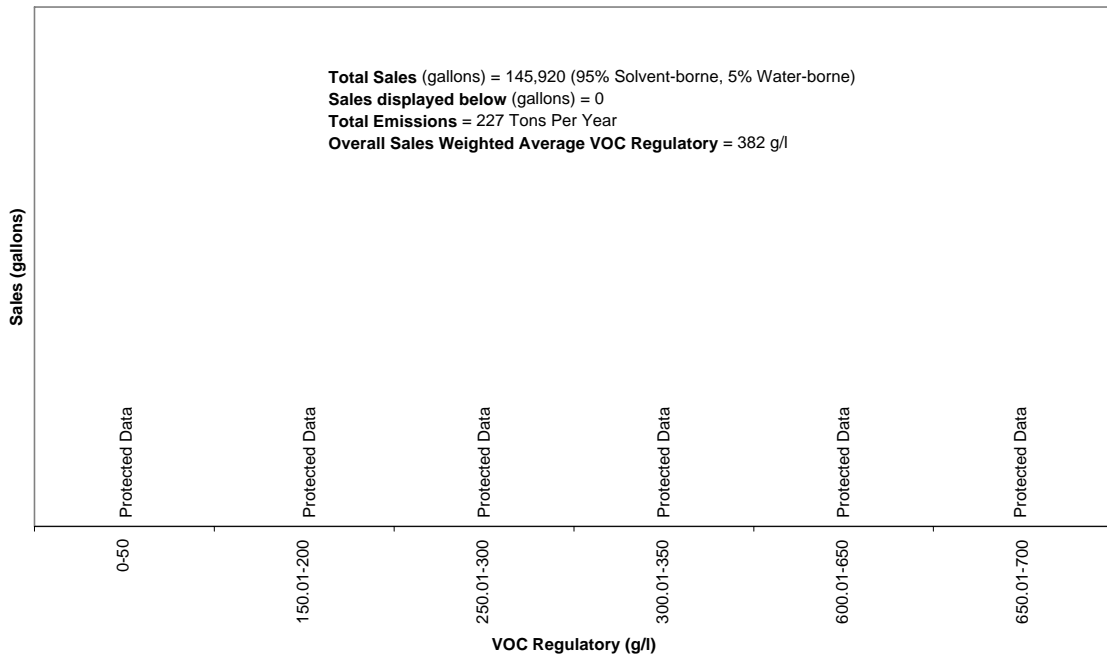 Total Sales (gallons) = 145,920 (95% Solvent-borne, 5% Water-borne)
Sales displayed below (gallons) = 0
Total Emissions = 227 Tons Per Year
Overall Sales Weighted Average VOC Regulatory = 382 g/l
Sales (gallons)
Protected Data
Protected Data
Protected Data
Protected Data
Protected Data
Protected Data
0-50
150.01-200
250.01-300
300.01-350
600.01-650
650.01-700
VOC Regulatory (g/l)